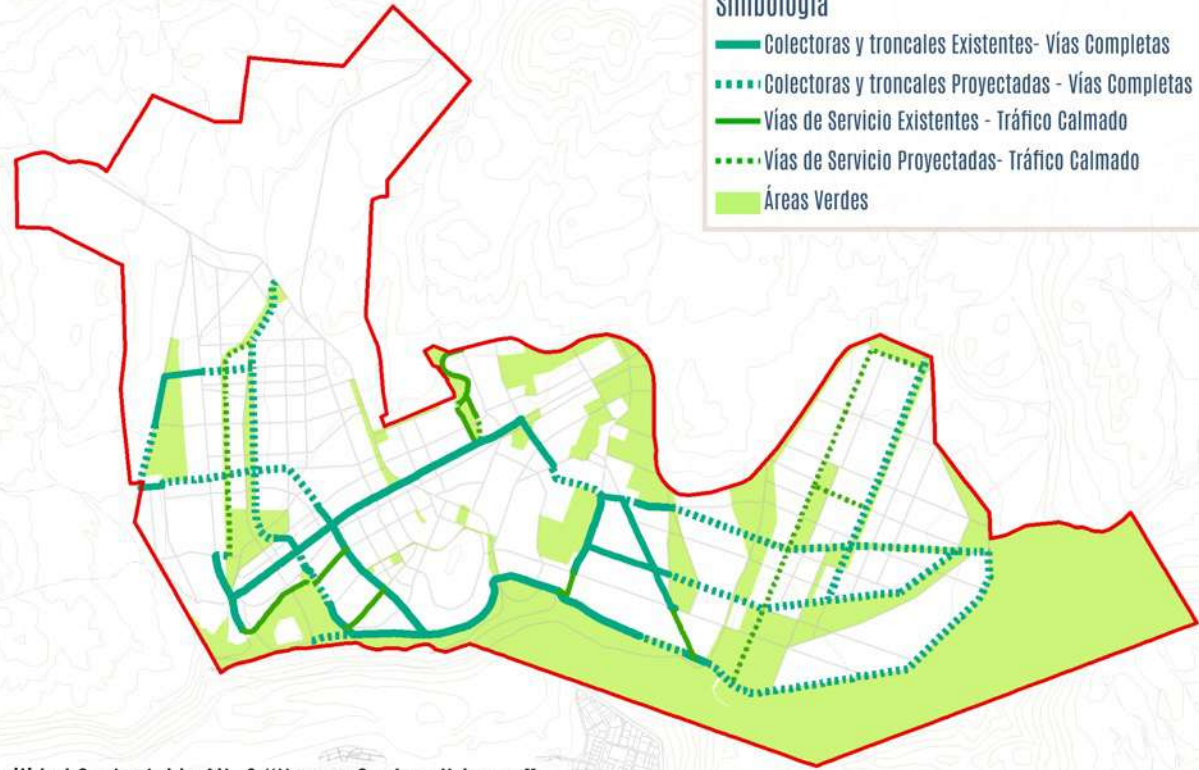 Simbología
Colectoras y troncales Existentes- Vías Completas
Colectoras y troncales Proyectadas - Vías Completas
Vías de Servicio Existentes - Tráfico Calmado
Vías de Servicio Proyectadas- Tráfico Calmado
Áreas Verdes